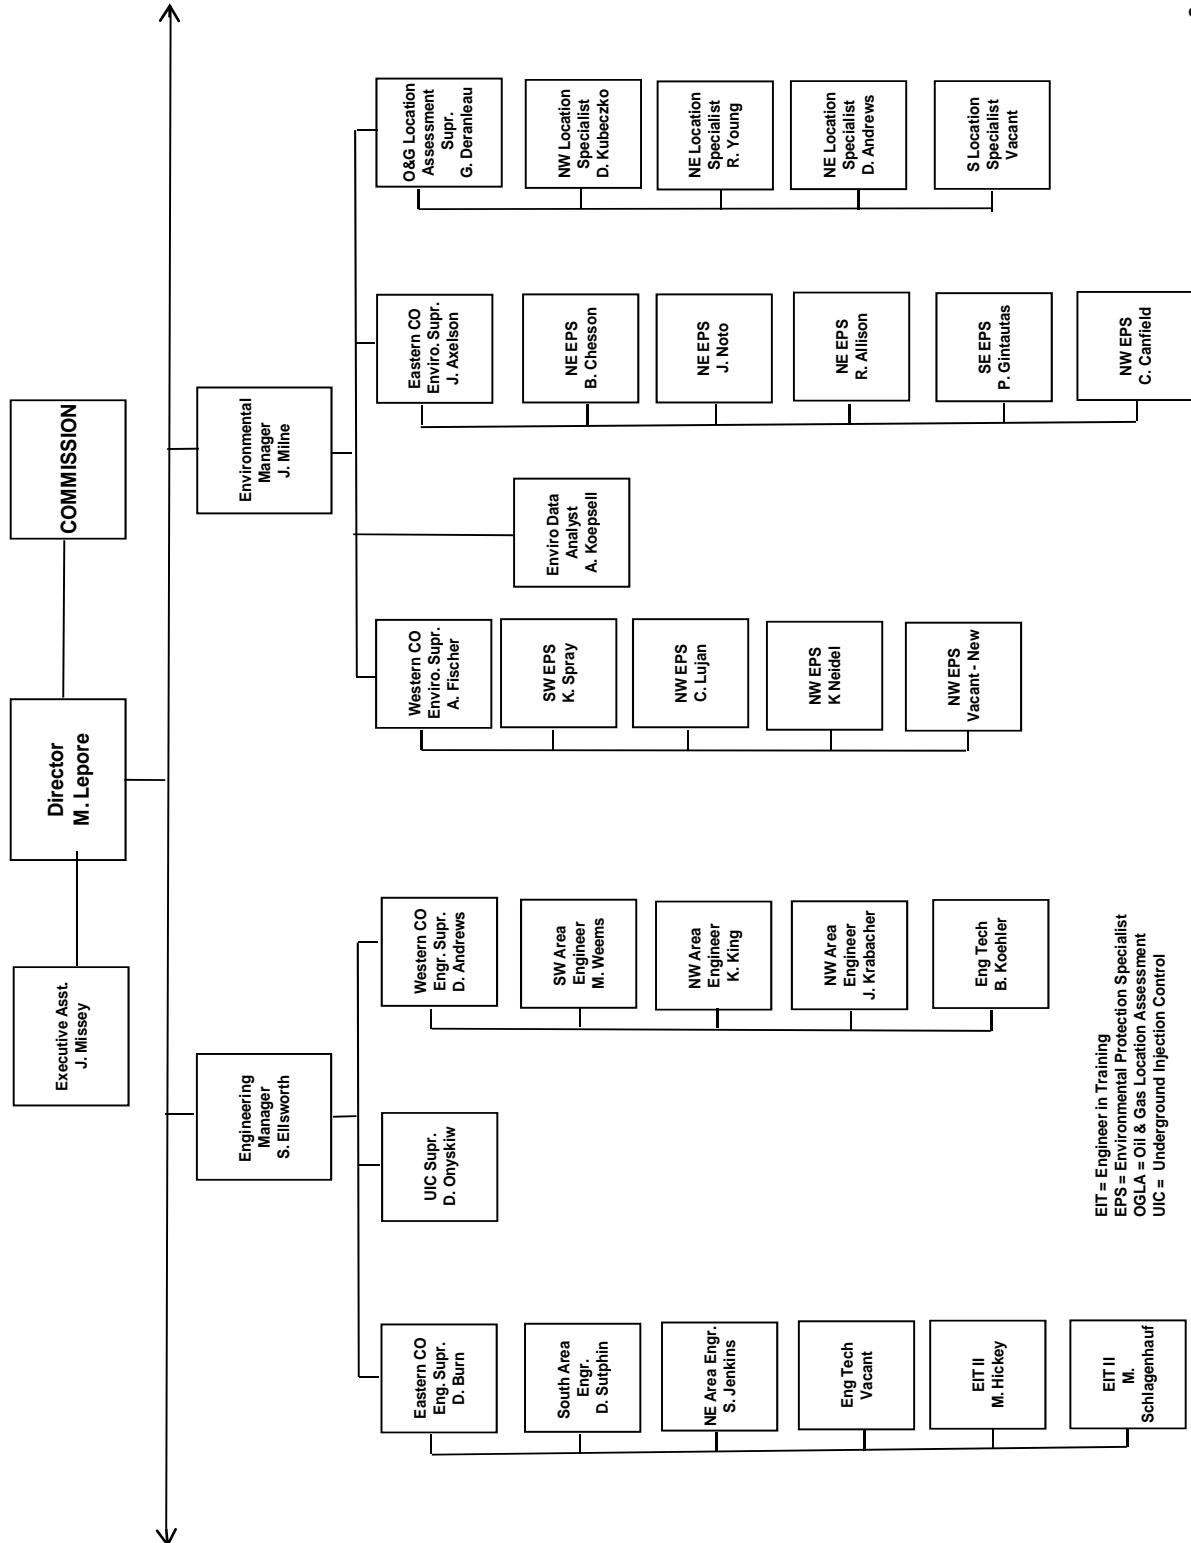 COMMISSION
Director
M. Lepore
Executive Asst.
J. Missey
Engineering
Manager
S. Ellsworth
Environmental
Manager
J. Milne
Eastern CO
Eng. Supr.
D. Burn
South Area
Engr.
D. Sutphin
NE Area Engr.
S. Jenkins
Eng Tech
Vacant
EIT II
M. Hickey
EIT II
M.
Schlagenhauf
UIC Supr.
D. Onyskiw
Western CO
Engr. Supr.
D. Andrews
SW Area
Engineer
M. Weems
NW Area
Engineer
K. King
NW Area
Engineer
J. Krabacher
Eng Tech
B. Koehler
Western CO
Enviro. Supr.
A. Fischer
SW EPS
K. Spray
NW EPS
C. Lujan
NW EPS
K Neidel
NW EPS
Vacant - New
Enviro Data
Analyst
A. Koepsell
Eastern CO
Enviro. Supr.
J. Axelson
NE EPS
B. Chesson
NE EPS
J. Noto
NE EPS
R. Allison
SE EPS
P. Gintautas
NW EPS
C. Canfield
O&G Location
Assessment
Supr.
G. Deranleau
NW Location
Specialist
D. Kubeczko
NE Location
Specialist
R. Young
NE Location
Specialist
D. Andrews
S Location
Specialist
Vacant
EIT = Engineer in Training
EPS = Environmental Protection Specialist
OGLA = Oil & Gas Location Assessment
UIC = Underground Injection Control